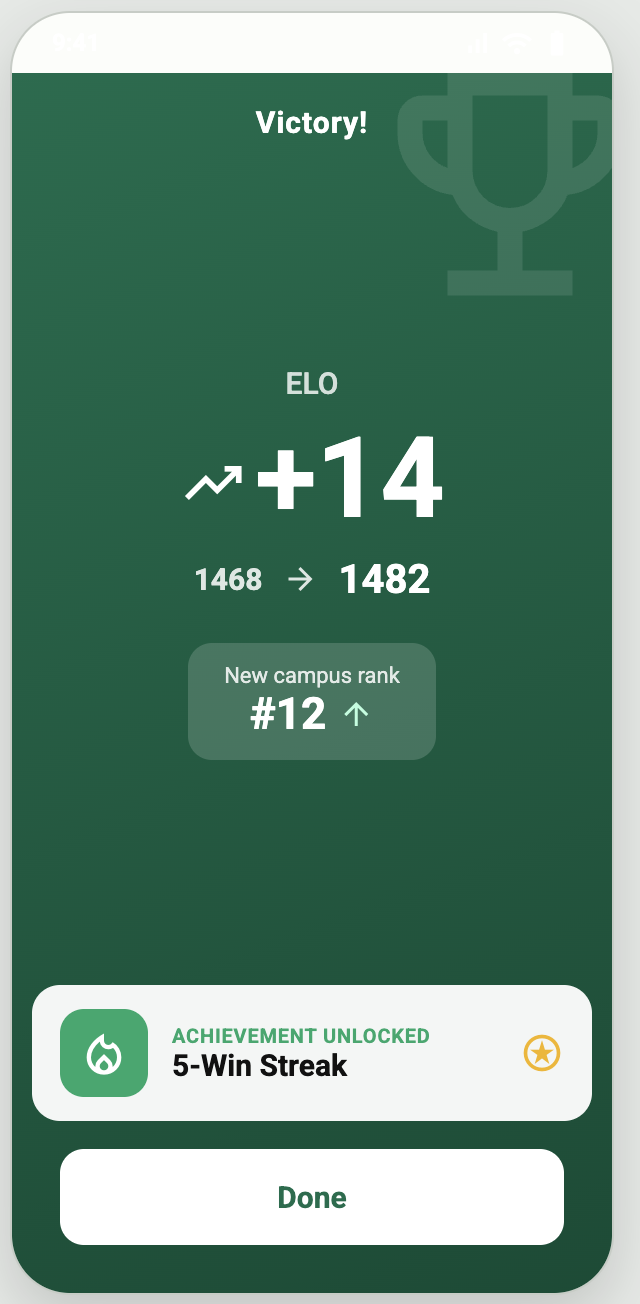 9:41
Victory!
ELO
+14
1468 → 1482
New campus rank
#12 ↑
ACHIEVEMENT UNLOCKED
5-Win Streak
Done